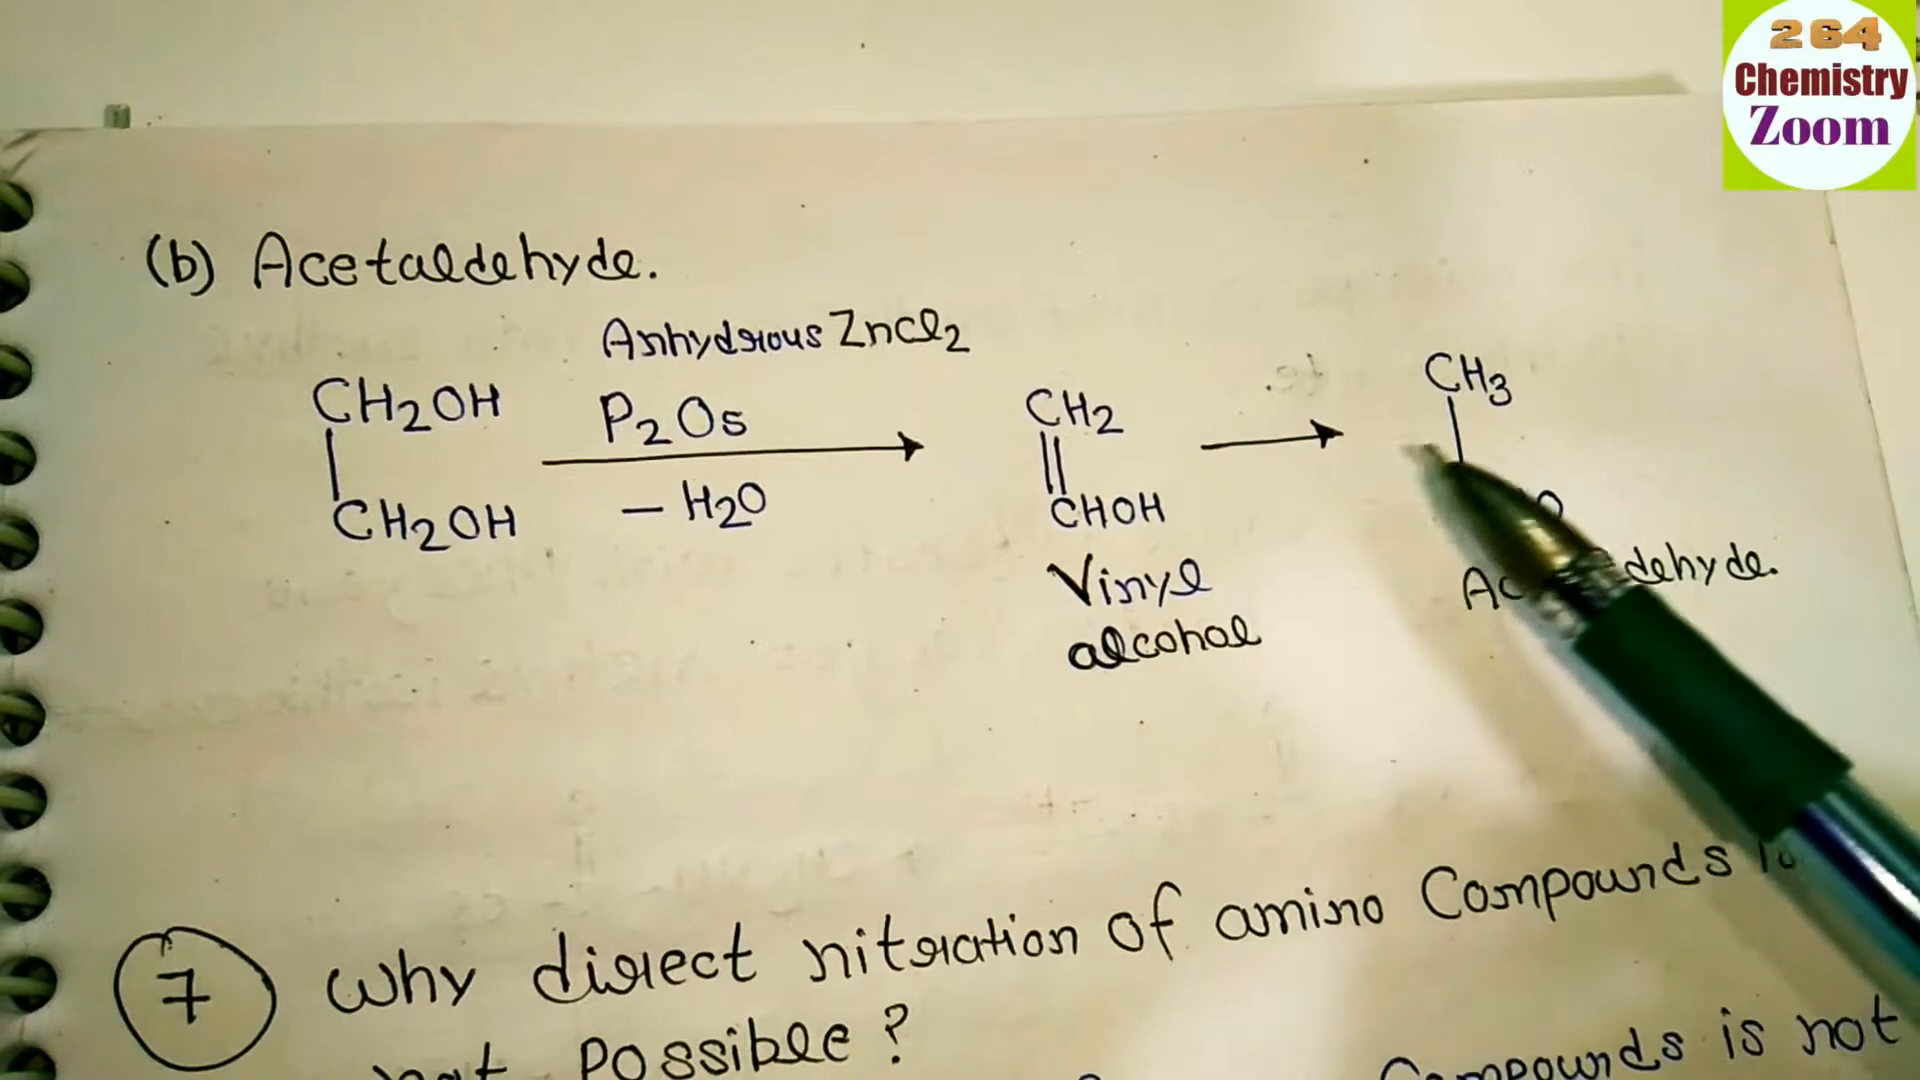 264
Chemistry
Zoom
(b) Acetaldehyde.
Anhydrous ZnCl2
P2O5
CH2OH
CH2OH
– H2O
CH2
CHOH
Vinyl
alcohol
CH3
dehyde.
7 Why direct nitration of amino Compounds
Possible ?
Compounds is not